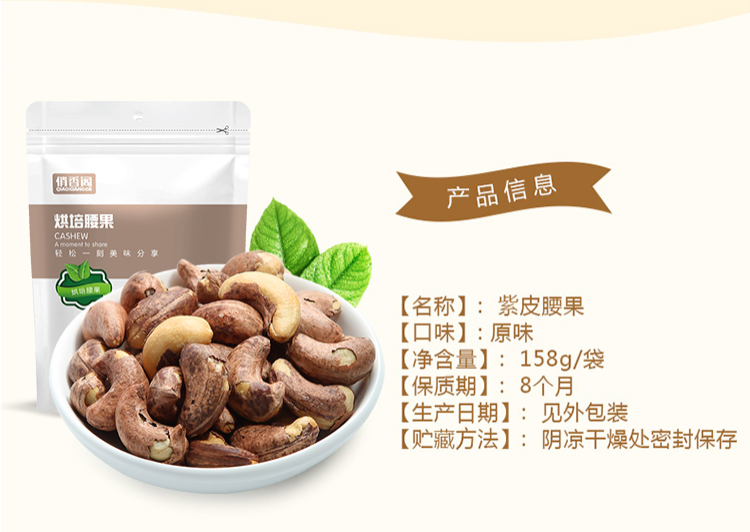 俏香阁
QIAOXIANGGE
烘焙腰果
CASHEW
A moment to share
轻松一刻美味分享
烘焙腰果
产品信息
【名称】：紫皮腰果
【口味】：原味
【净含量】：158g/袋
【保质期】：8个月
【生产日期】：见外包装
【贮藏方法】：阴凉干燥处密封保存